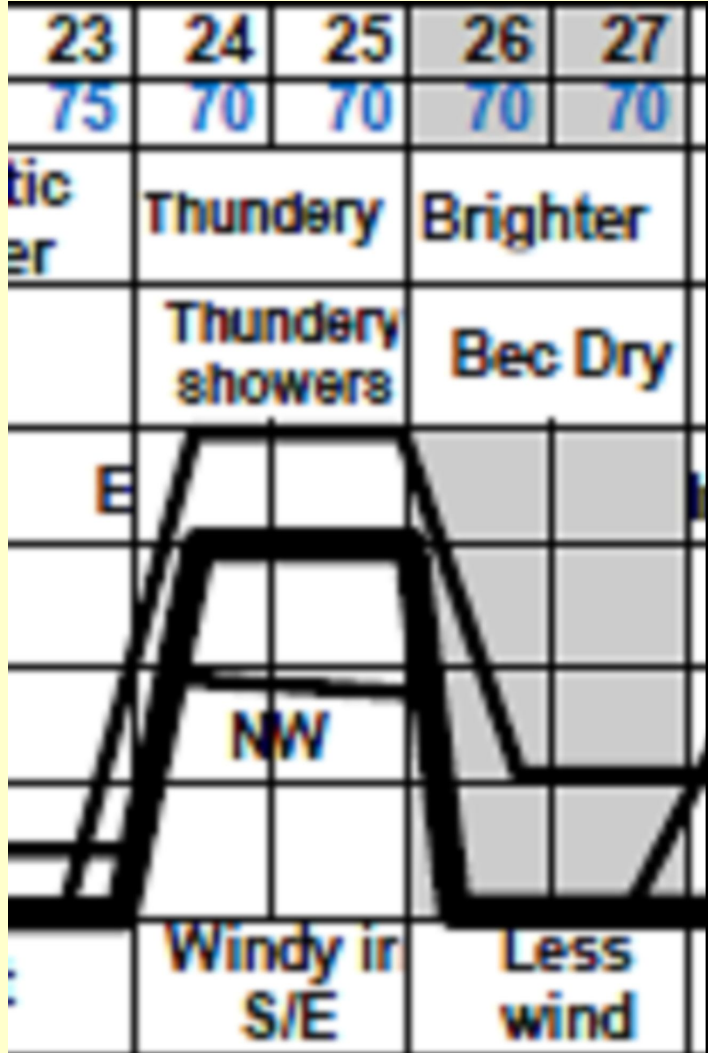 23 24 25 26 27
75 70 70 70 70
tic
er
Thundery
Brighter
Thundery
showers
Bec Dry
E
NW
Windy in
S/E
Less
wind